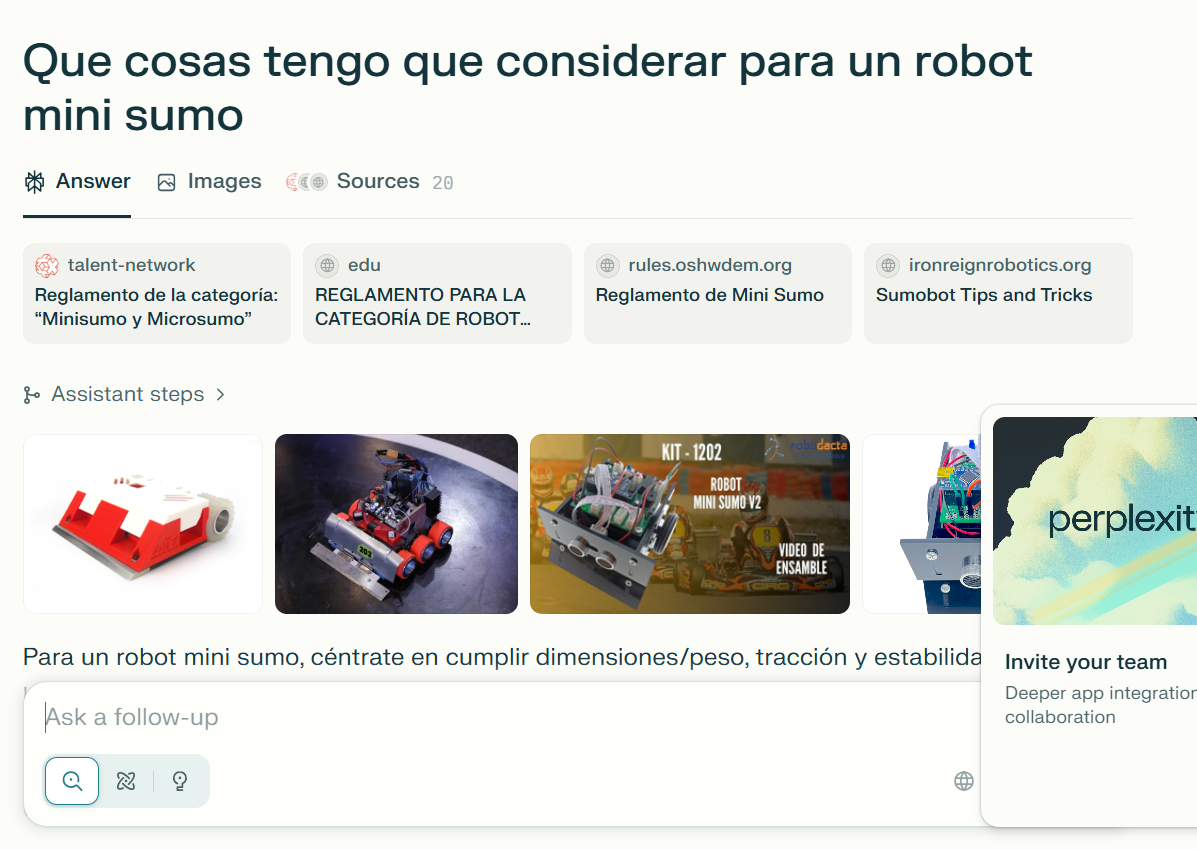 Que cosas tengo que considerar para un robot
mini sumo
Answer
Images
Sources 20
talent-network
Reglamento de la categoría:
“Minisumo y Microsumo”
edu
REGLAMENTO PARA LA
CATEGORÍA DE ROBOT...
rules.oshwdem.org
Reglamento de Mini Sumo
ironreignrobotics.org
Sumobot Tips and Tricks
Assistant steps
203
robodacta
KIT - 1202
ROBOT
MINI SUMO V2
8
VIDEO DE
ENSAMBLE
perplexity
Para un robot mini sumo, céntrate en cumplir dimensiones/peso, tracción y estabilida
Invite your team
Deeper app integration
collaboration
Ask a follow-up